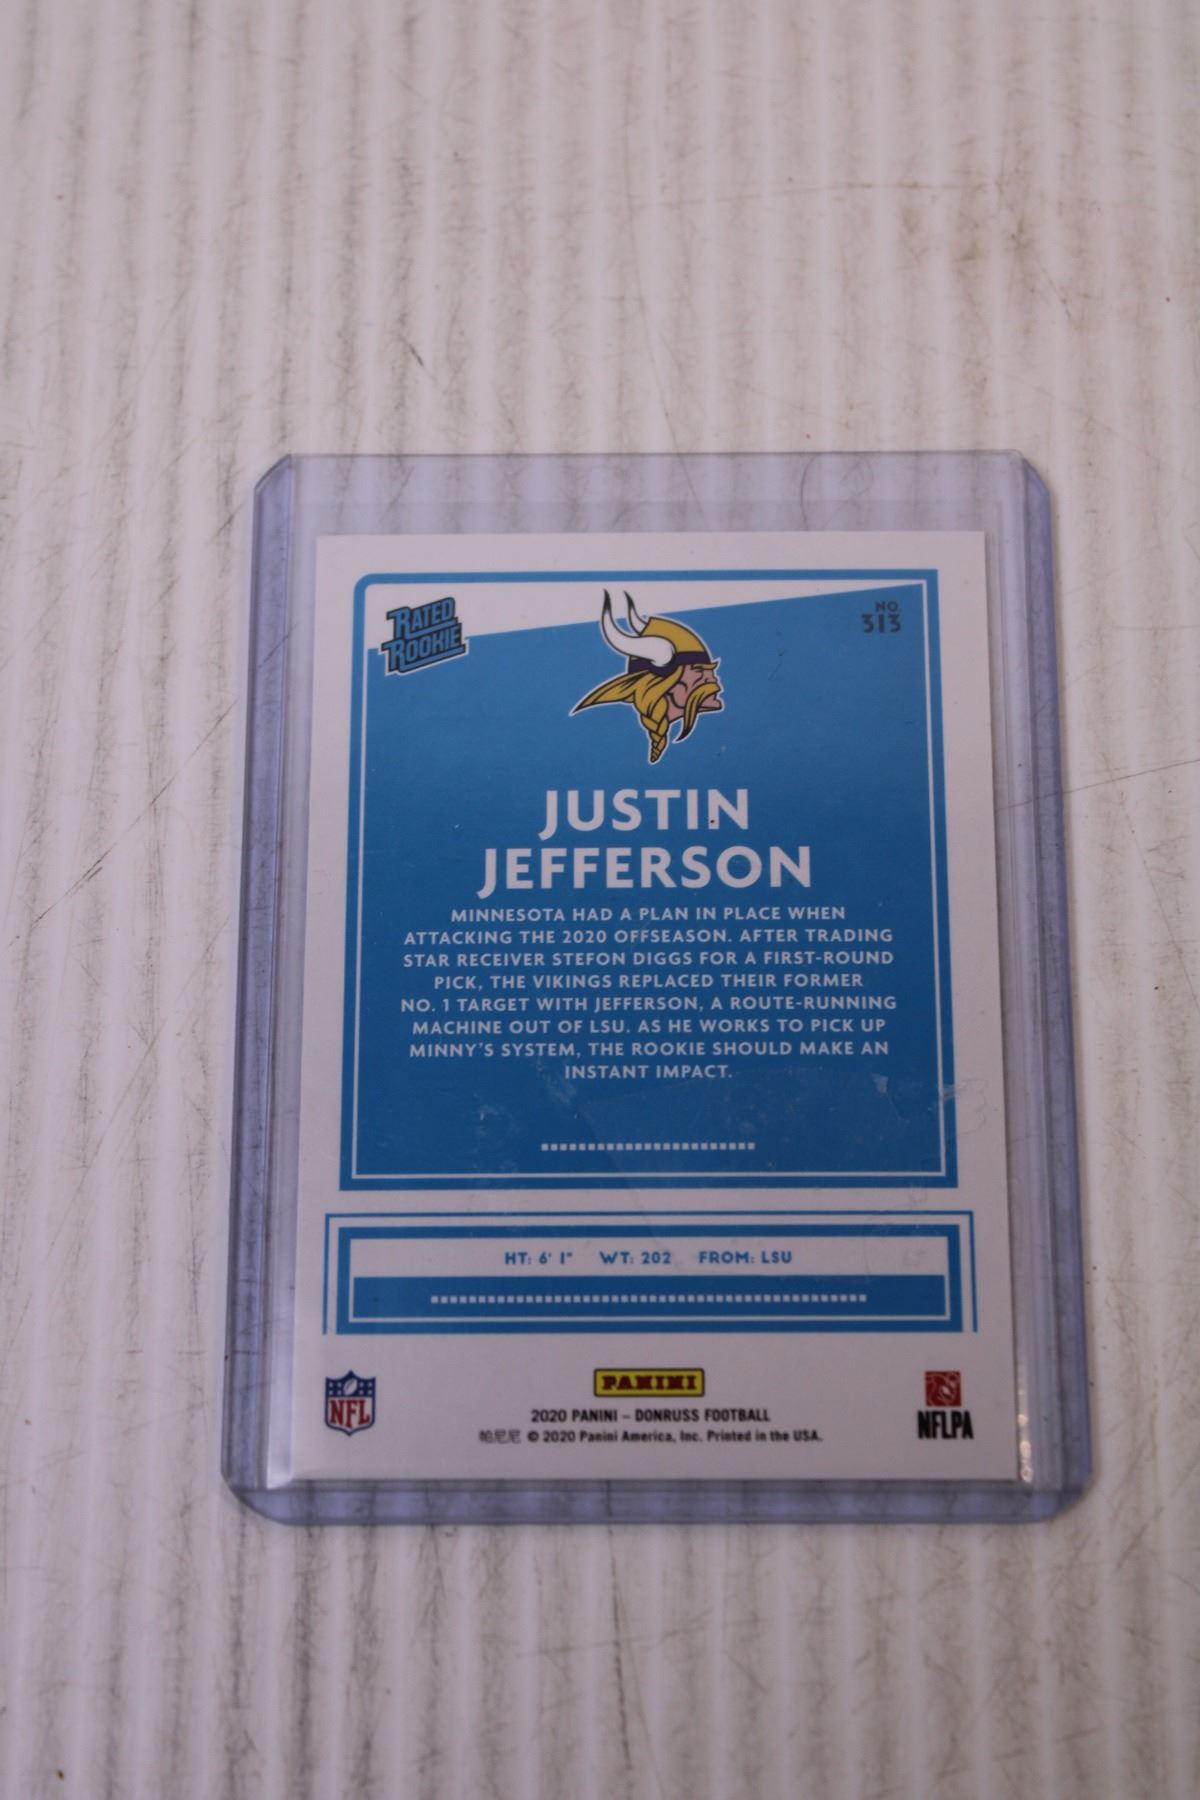 RATED
ROOKIE
NO.
313
JUSTIN
JEFFERSON
MINNESOTA HAD A PLAN IN PLACE WHEN
ATTACKING THE 2020 OFFSEASON. AFTER TRADING
STAR RECEIVER STEFON DIGGS FOR A FIRST-ROUND
PICK, THE VIKINGS REPLACED THEIR FORMER
NO. 1 TARGET WITH JEFFERSON, A ROUTE-RUNNING
MACHINE OUT OF LSU. AS HE WORKS TO PICK UP
MINNY'S SYSTEM, THE ROOKIE SHOULD MAKE AN
INSTANT IMPACT.
HT: 6' 1" WT: 202 FROM: LSU
NFL
PANINI
2020 PANINI – DONRUSS FOOTBALL
帕尼尼 © 2020 Panini America, Inc. Printed in the USA.
NFLPA